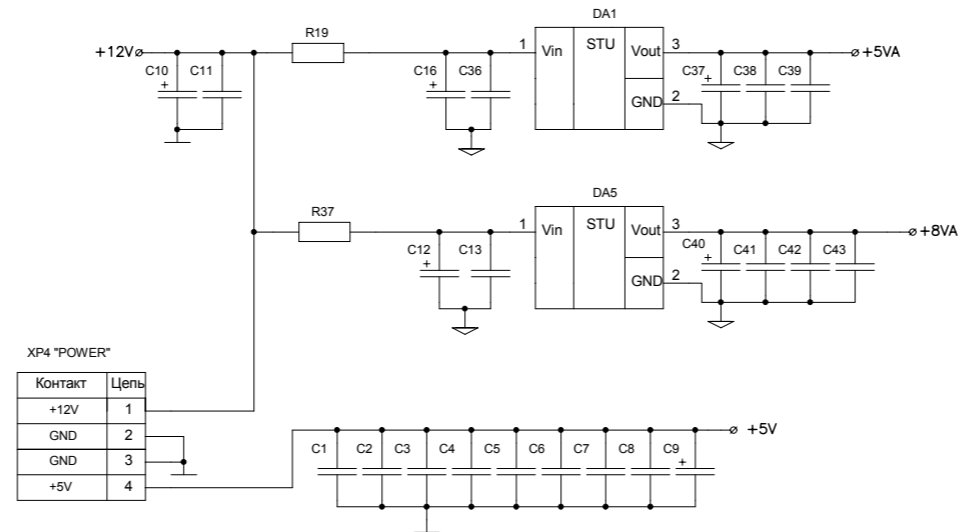 DA1
R19
+12V
1 Vin STU Vout 3
+5VA
C10 + C11
C16 + C36
C37 + C38 C39
GND 2
DA5
R37
1 Vin STU Vout 3
+8VA
C12 + C13
C40 + C41 C42 C43
GND 2
XP4 "POWER"
Контакт Цепь
+12V 1
GND 2
GND 3
+5V 4
+5V
C1 C2 C3 C4 C5 C6 C7 C8 C9 +